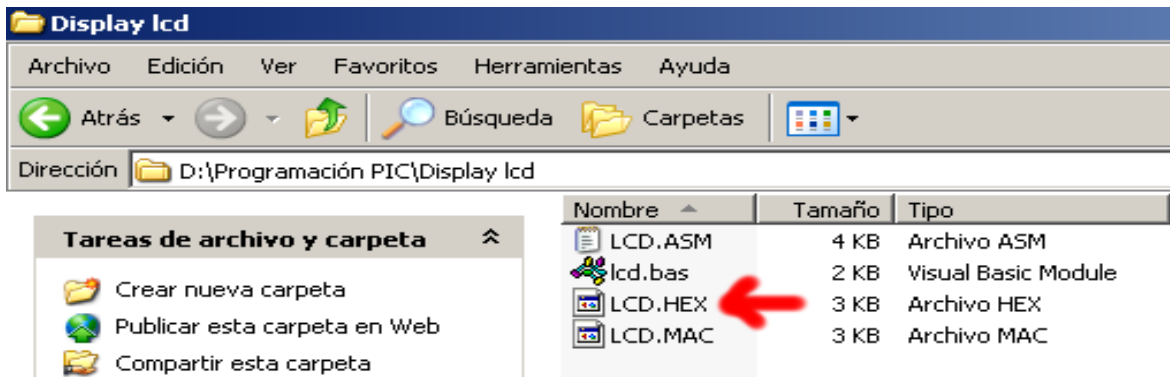 Display lcd
Archivo Edición Ver Favoritos Herramientas Ayuda
Atrás Búsqueda Carpetas
Dirección D:\Programación PIC\Display lcd
Tareas de archivo y carpeta
Crear nueva carpeta
Publicar esta carpeta en Web
Compartir esta carpeta
Nombre Tamaño Tipo
LCD.ASM 4 KB Archivo ASM
lcd.bas 2 KB Visual Basic Module
LCD.HEX 3 KB Archivo HEX
LCD.MAC 3 KB Archivo MAC